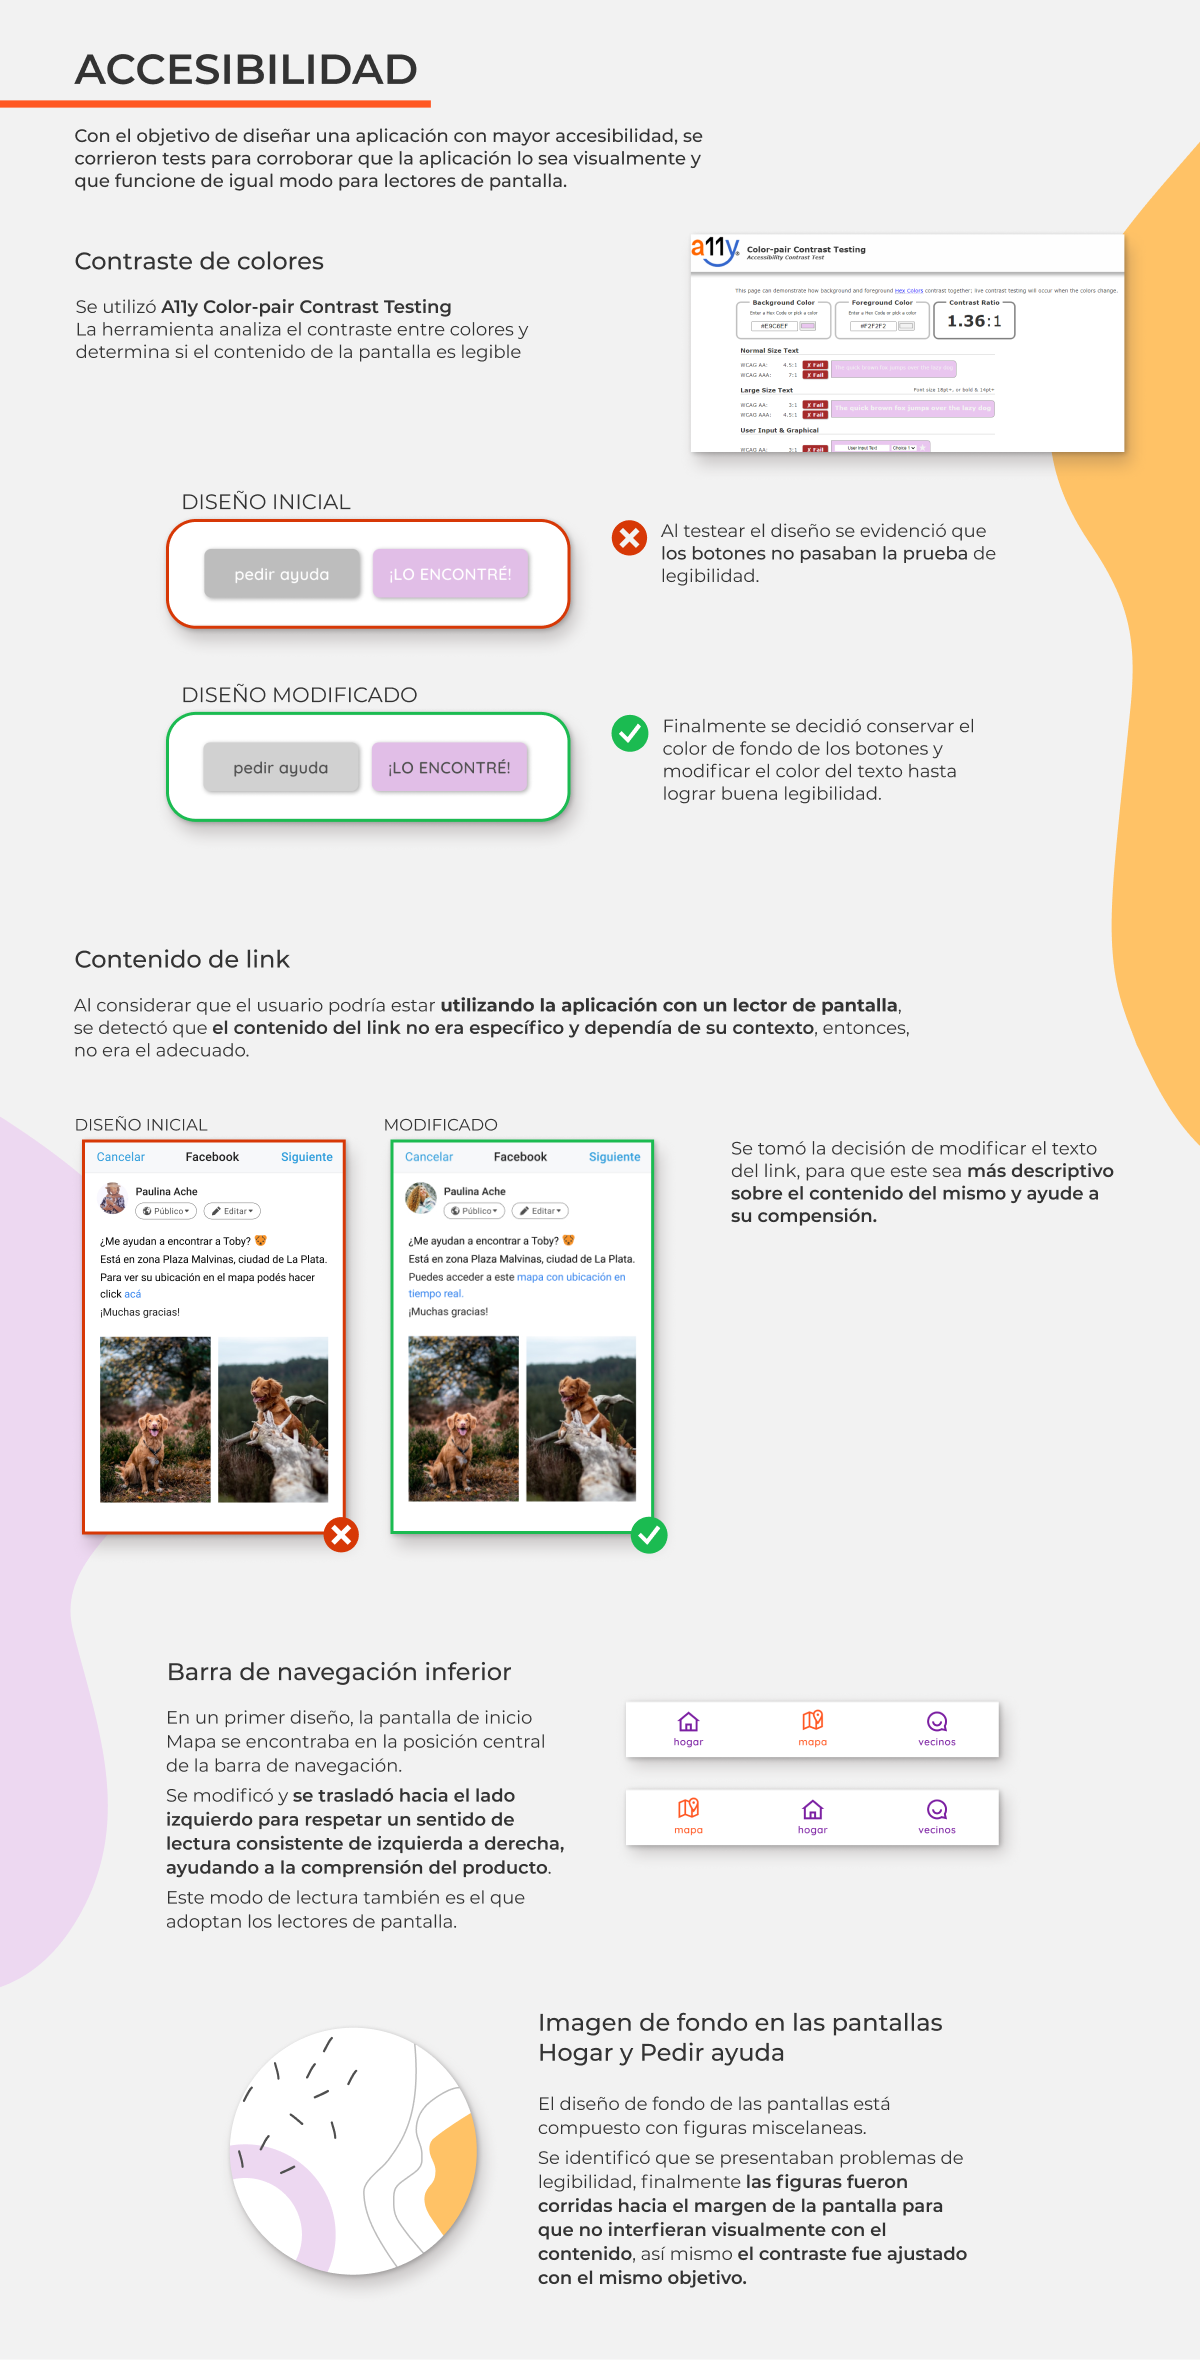 ACCESIBILIDAD
Con el objetivo de diseñar una aplicación con mayor accesibilidad, se
corrieron tests para corroborar que la aplicación lo sea visualmente y
que funcione de igual modo para lectores de pantalla.
Contraste de colores
Se utilizó A11y Color-pair Contrast Testing
La herramienta analiza el contraste entre colores y
determina si el contenido de la pantalla es legible
a11y
Color-pair Contrast Testing
Accessibility Contrast Test
This page can demonstrate how background and foreground Hex Colors contrast together; live contrast testing will occur when the colors change.
Background Color
Enter a Hex Code or pick a color
#E9C6EF
Foreground Color
Enter a Hex Code or pick a color
#F2F2F2
Contrast Ratio
1.36:1
Normal Size Text
WCAG AA: 4.5:1 ✗ Fail
WCAG AAA: 7:1 ✗ Fail
The quick brown fox jumps over the lazy dog
Large Size Text
Font size 18pt+, or bold & 14pt+
WCAG AA: 3:1 ✗ Fail
WCAG AAA: 4.5:1 ✗ Fail
The quick brown fox jumps over the lazy dog
User Input & Graphical
WCAG AA: 3:1 ✗ Fail
User Input Text
Choice 1
DISEÑO INICIAL
pedir ayuda
¡LO ENCONTRÉ!
Al testear el diseño se evidenció que
los botones no pasaban la prueba de
legibilidad.
DISEÑO MODIFICADO
pedir ayuda
¡LO ENCONTRÉ!
Finalmente se decidió conservar el
color de fondo de los botones y
modificar el color del texto hasta
lograr buena legibilidad.
Contenido de link
Al considerar que el usuario podría estar utilizando la aplicación con un lector de pantalla,
se detectó que el contenido del link no era específico y dependía de su contexto, entonces,
no era el adecuado.
DISEÑO INICIAL
Cancelar Facebook Siguiente
Paulina Ache
Público Editar
¿Me ayudan a encontrar a Toby? 🐯
Está en zona Plaza Malvinas, ciudad de La Plata.
Para ver su ubicación en el mapa podés hacer
click acá
¡Muchas gracias!
MODIFICADO
Cancelar Facebook Siguiente
Paulina Ache
Público Editar
¿Me ayudan a encontrar a Toby? 🐯
Está en zona Plaza Malvinas, ciudad de La Plata.
Puedes acceder a este mapa con ubicación en
tiempo real.
¡Muchas gracias!
Se tomó la decisión de modificar el texto
del link, para que este sea más descriptivo
sobre el contenido del mismo y ayude a
su compensión.
Barra de navegación inferior
En un primer diseño, la pantalla de inicio
Mapa se encontraba en la posición central
de la barra de navegación.
Se modificó y se trasladó hacia el lado
izquierdo para respetar un sentido de
lectura consistente de izquierda a derecha,
ayudando a la comprensión del producto.
Este modo de lectura también es el que
adoptan los lectores de pantalla.
hogar mapa vecinos
mapa hogar vecinos
Imagen de fondo en las pantallas
Hogar y Pedir ayuda
El diseño de fondo de las pantallas está
compuesto con figuras miscelaneas.
Se identificó que se presentaban problemas de
legibilidad, finalmente las figuras fueron
corridas hacia el margen de la pantalla para
que no interfieran visualmente con el
contenido, así mismo el contraste fue ajustado
con el mismo objetivo.